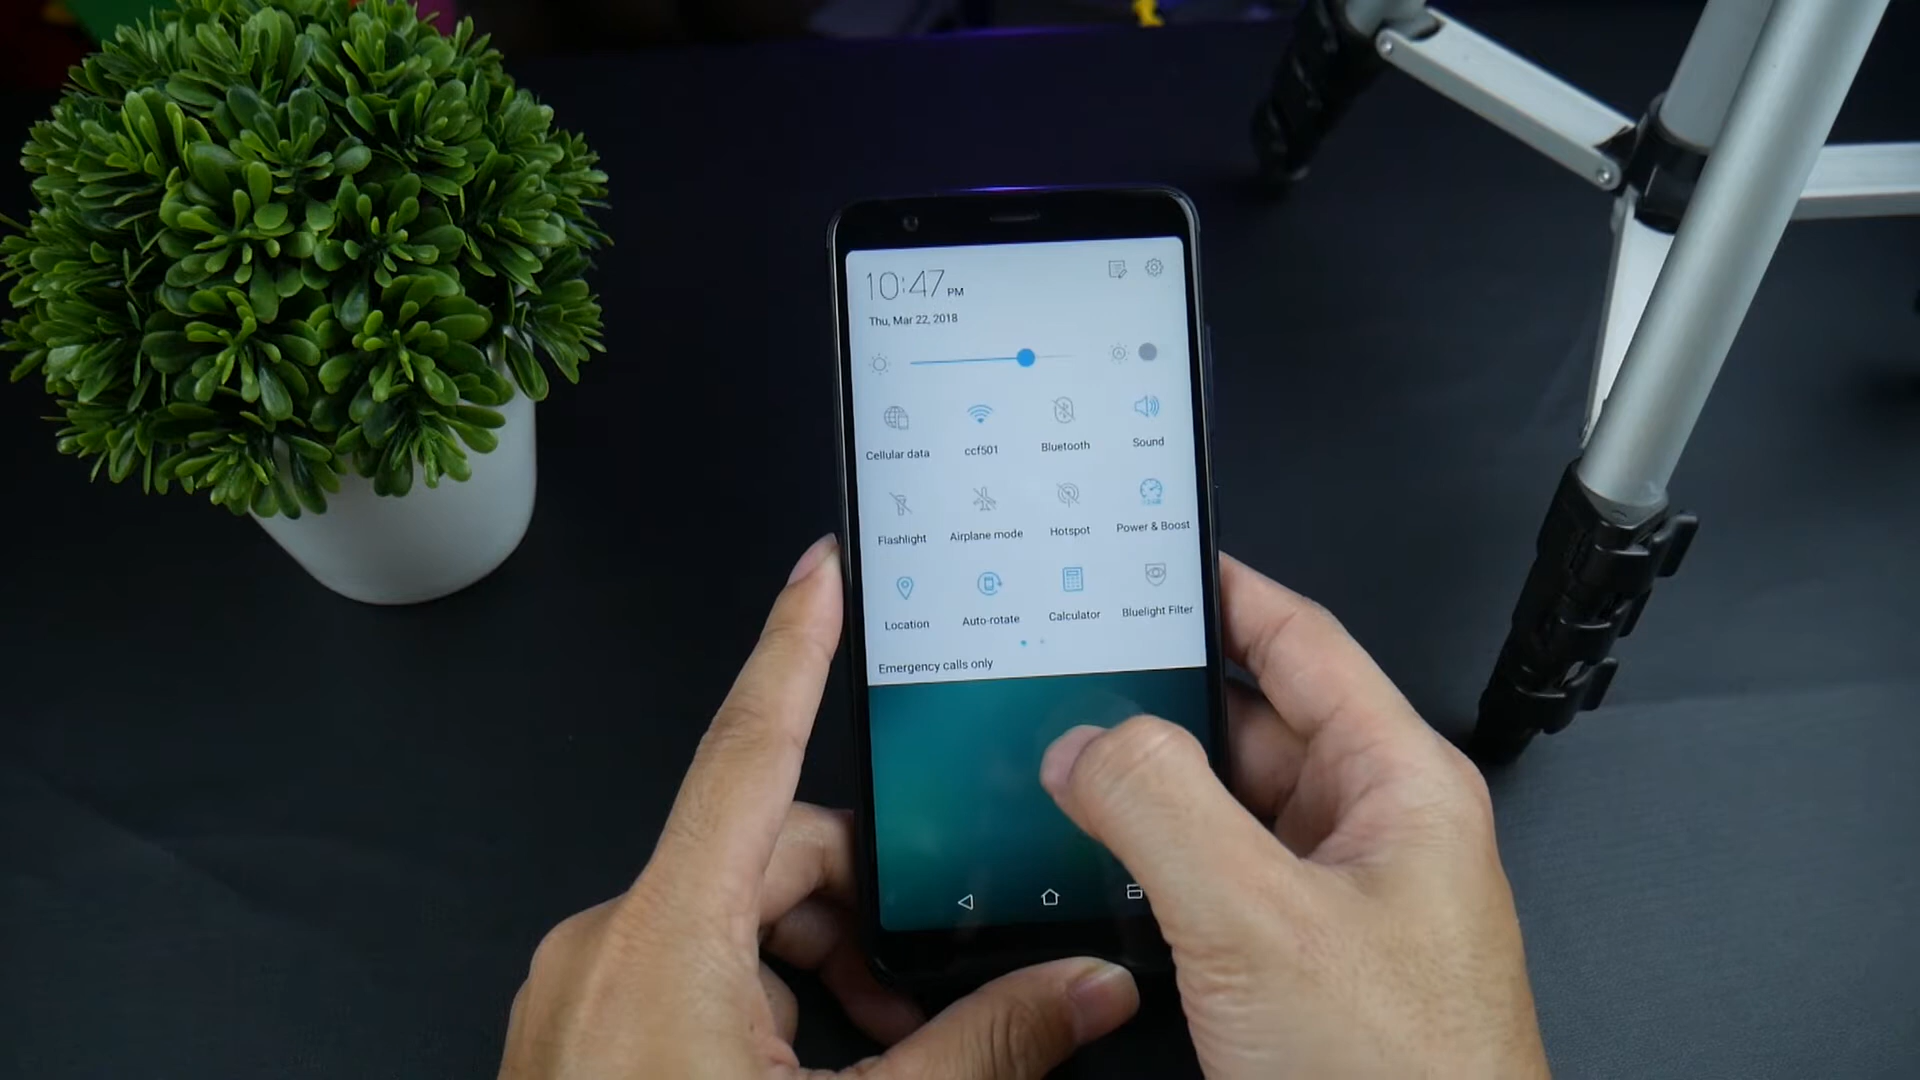 10:47 PM
Thu, Mar 22, 2018
Cellular data ccf501 Bluetooth Sound
Flashlight Airplane mode Hotspot Power & Boost
Location Auto-rotate Calculator Bluelight Filter
Emergency calls only